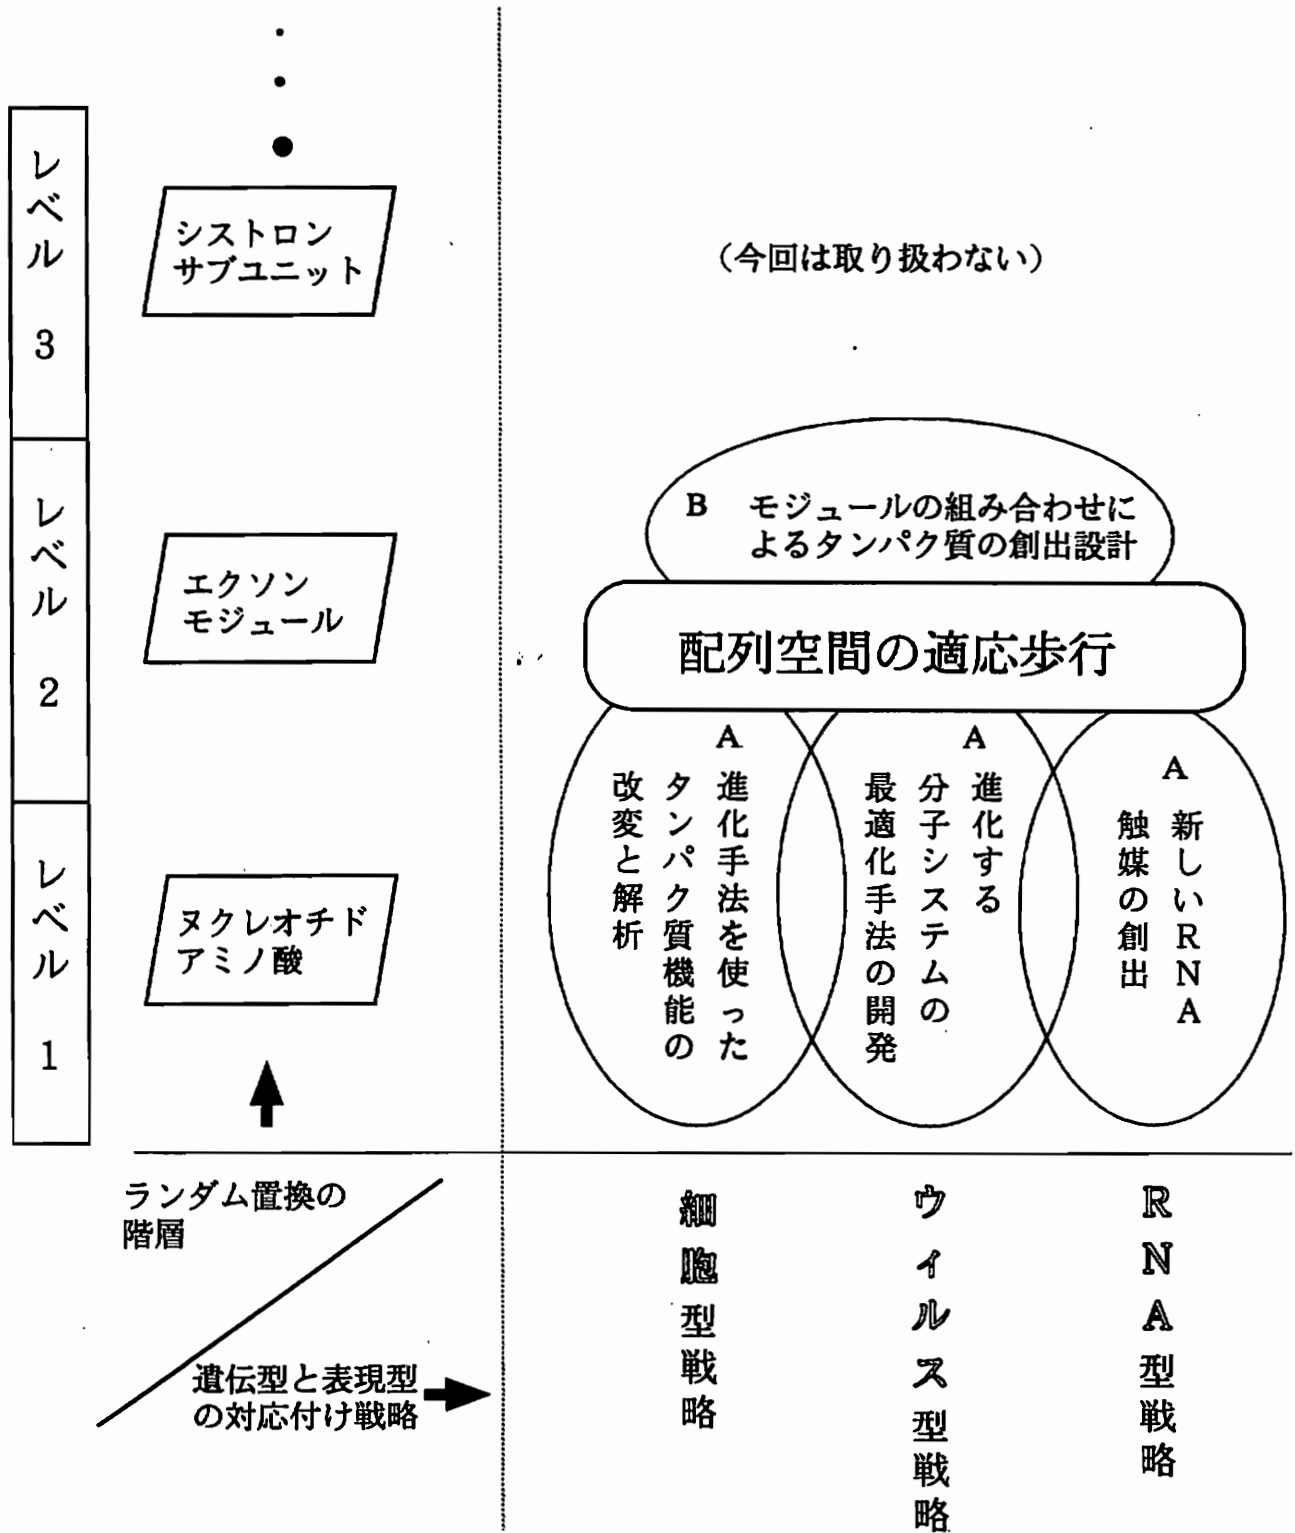 レベル 3
シストロン
サブユニット
(今回は取り扱わない)
レベル 2
エクソン
モジュール
B モジュールの組み合わせに
よるタンパク質の創出設計
配列空間の適応歩行
レベル 1
ヌクレオチド
アミノ酸
A 進化手法を使った
タンパク質機能の
改変と解析
A 進化する
分子システムの
最適化手法の開発
A 新しいRNA
触媒の創出
ランダム置換の
階層
遺伝型と表現型
の対応付け戦略
細胞型戦略
ウィルス型戦略
RNA型戦略